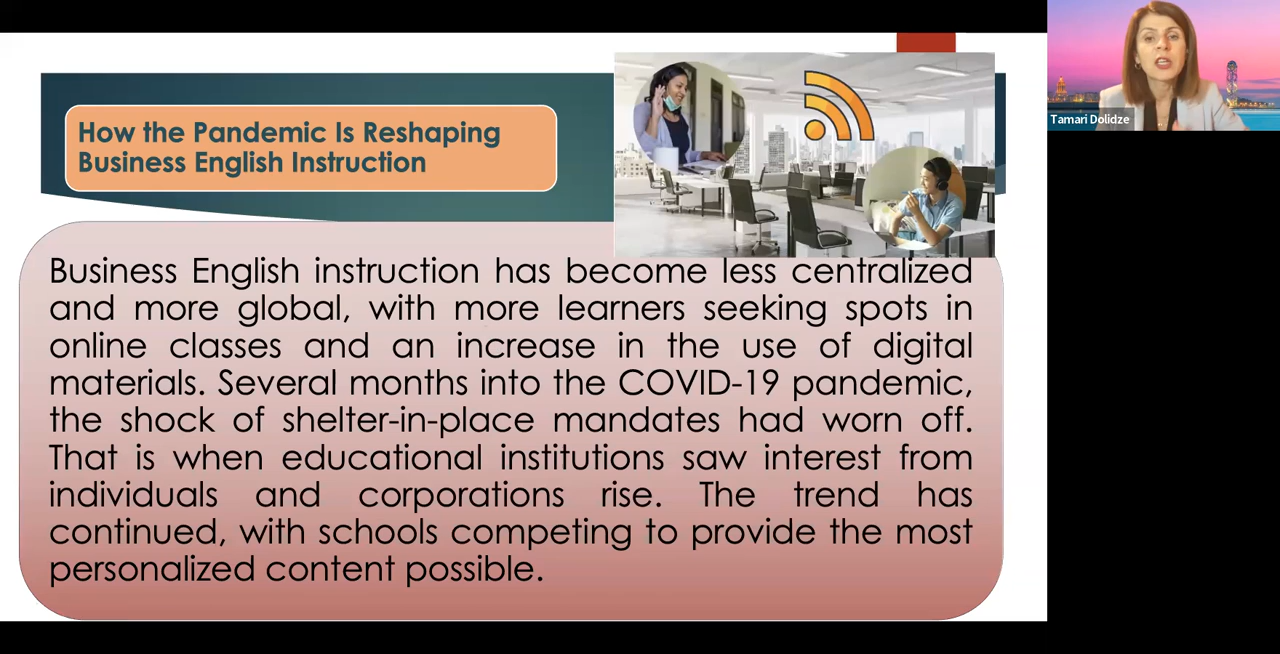 How the Pandemic Is Reshaping
Business English Instruction
Tamari Dolidze
Business English instruction has become less centralized
and more global, with more learners seeking spots in
online classes and an increase in the use of digital
materials. Several months into the COVID-19 pandemic,
the shock of shelter-in-place mandates had worn off.
That is when educational institutions saw interest from
individuals and corporations rise. The trend has
continued, with schools competing to provide the most
personalized content possible.